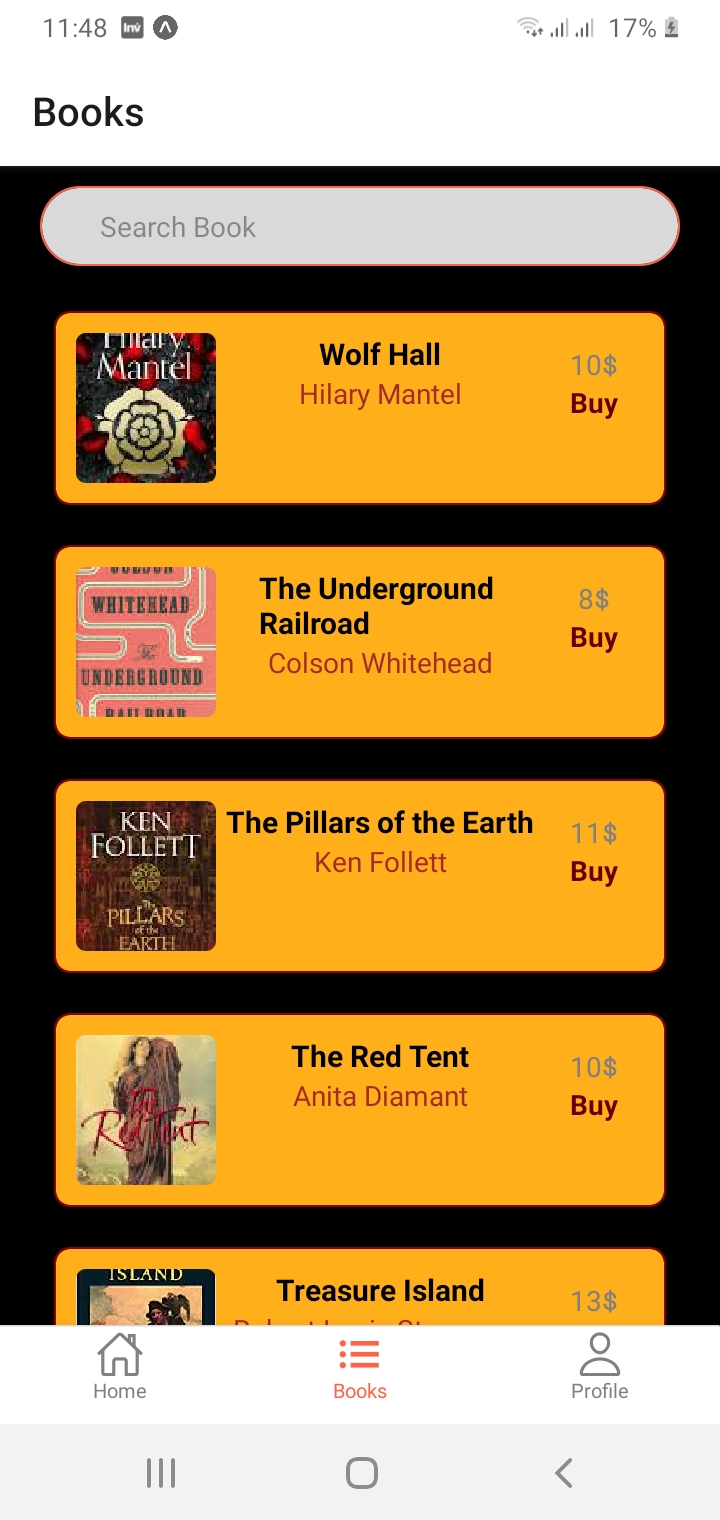 11:48 Inv 17%
Books
Search Book
Hilary
Mantel
Wolf Hall
Hilary Mantel
10$
Buy
COLSON
WHITEHEAD
The
UNDERGROUND
RAILROAD
The Underground
Railroad
Colson Whitehead
8$
Buy
KEN
FOLLETT
The
PILLARS
of the
EARTH
The Pillars of the Earth
Ken Follett
11$
Buy
The
Red Tent
The Red Tent
Anita Diamant
10$
Buy
ISLAND
Treasure Island
13$
Home
Books
Profile